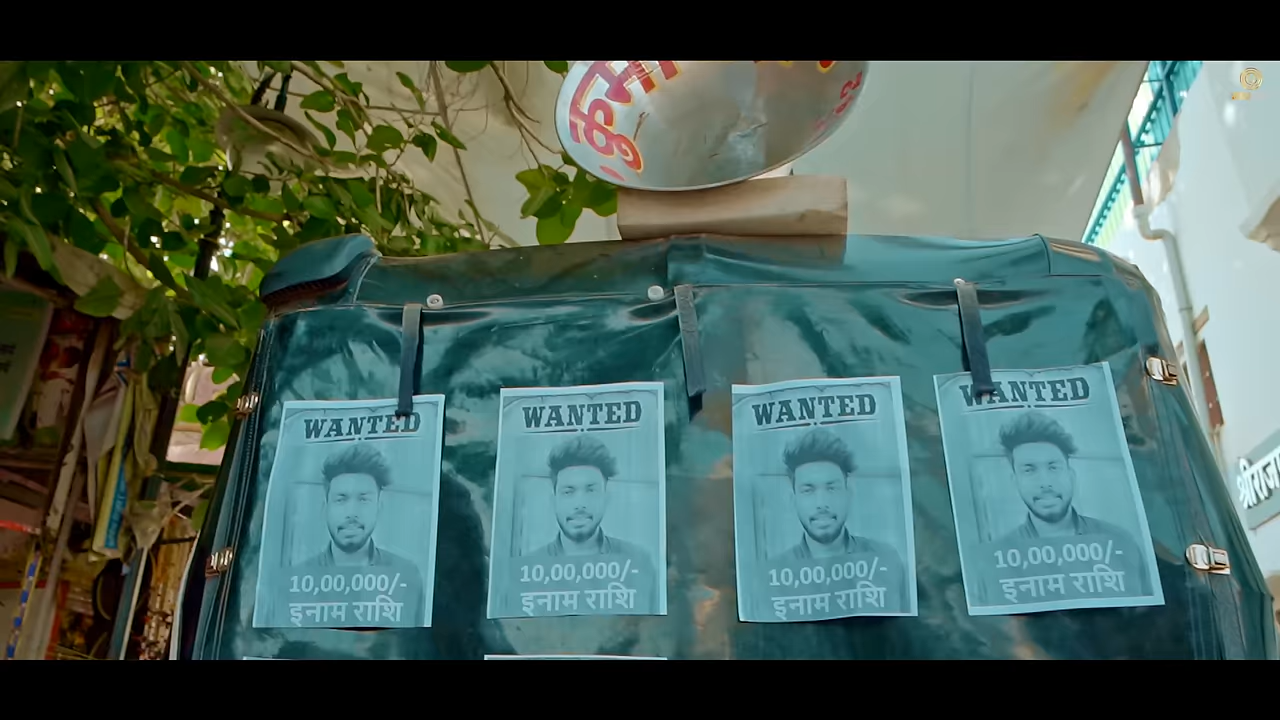 कुमा
WANTED
10,00,000/-
इनाम राशि
WANTED
10,00,000/-
इनाम राशि
WANTED
10,00,000/-
इनाम राशि
WANTED
10,00,000/-
इनाम राशि
श्रीराज